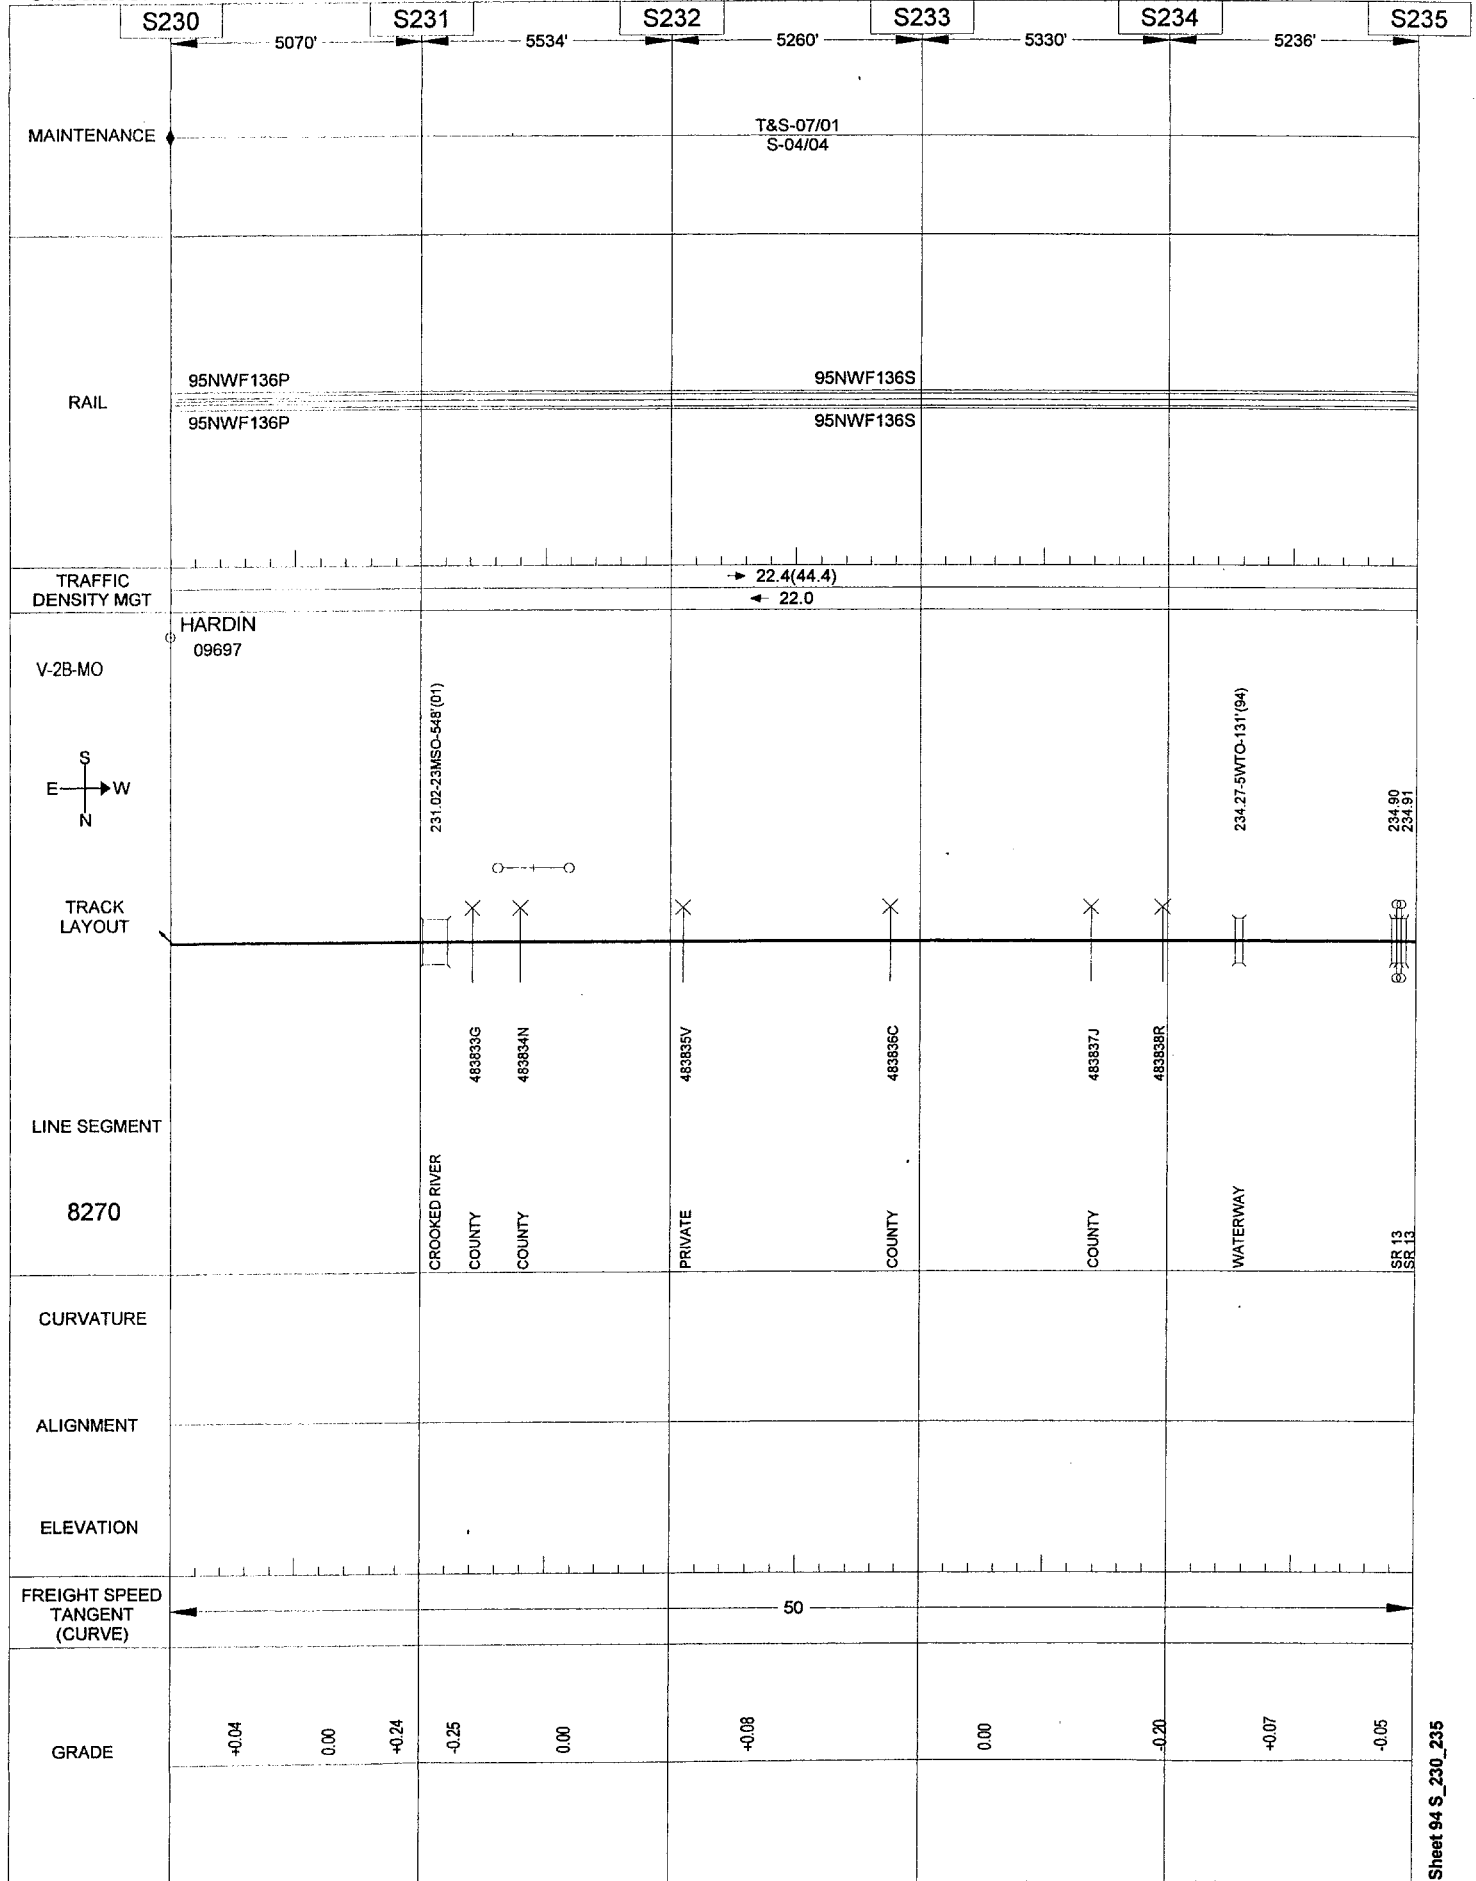 S230 S231 S232 S233 S234 S235
5070' 5534' 5260' 5330' 5236'
MAINTENANCE
T&S-07/01
S-04/04
RAIL
95NWF136P 95NWF136S
95NWF136P 95NWF136S
TRAFFIC
DENSITY MGT
22.4(44.4)
22.0
HARDIN
09697
V-2B-MO
S
E W
N
231.02-23MSO-548'(01)
234.27-5WTO-131'(94)
234.90
234.91
TRACK
LAYOUT
483833G
483834N
483835V
483836C
483837J
483838R
LINE SEGMENT
8270
CROOKED RIVER
COUNTY
COUNTY
PRIVATE
COUNTY
COUNTY
WATERWAY
SR 13
SR 13
CURVATURE
ALIGNMENT
ELEVATION
FREIGHT SPEED
TANGENT
(CURVE)
50
GRADE
+0.04
0.00
+0.24
-0.25
0.00
+0.08
0.00
-0.20
+0.07
-0.05
Sheet 94 S_230_235